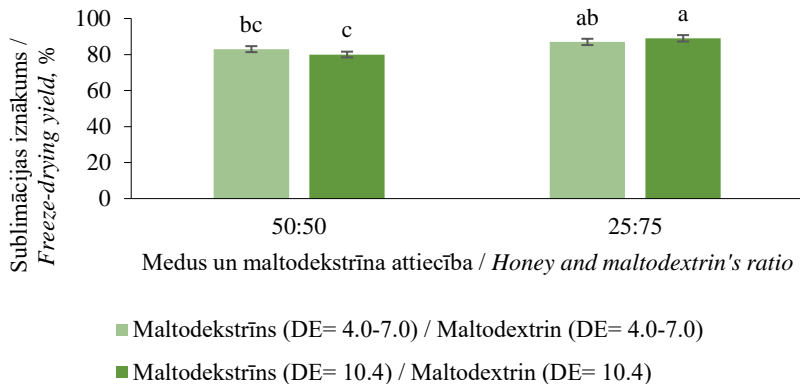 Sublimācijas iznākums /
Freeze-drying yield, %
100
80
60
40
20
0
bc
c
ab
a
50:50
25:75
Medus un maltodekstrīna attiecība / Honey and maltodextrin's ratio
Maltodekstrīns (DE= 4.0-7.0) / Maltodextrin (DE= 4.0-7.0)
Maltodekstrīns (DE= 10.4) / Maltodextrin (DE= 10.4)